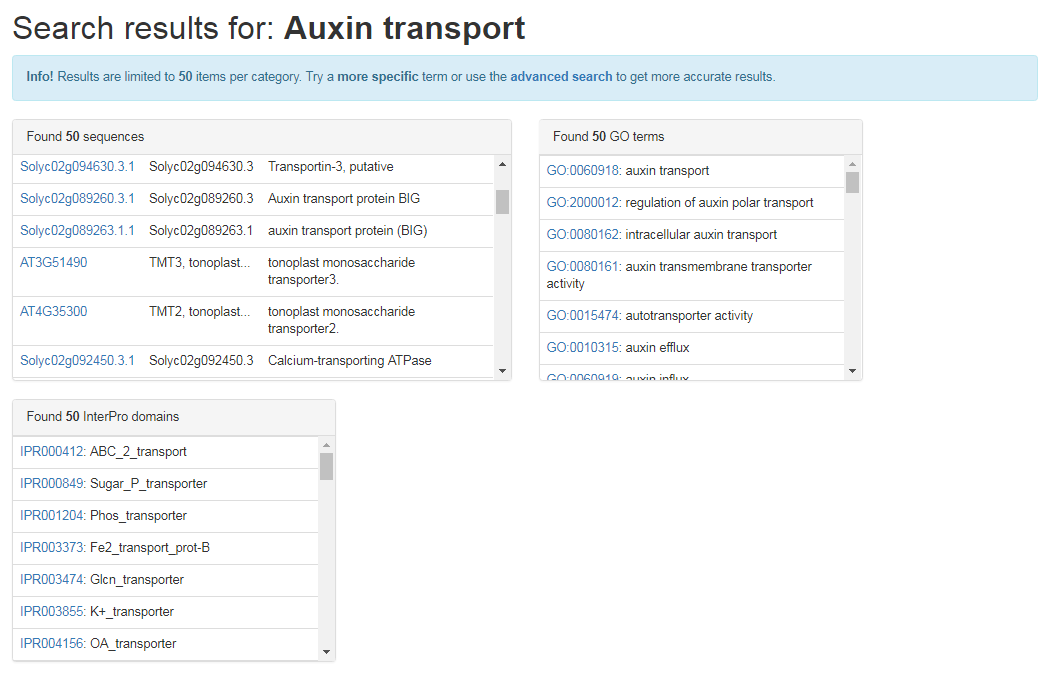 Search results for: Auxin transport
Info! Results are limited to 50 items per category. Try a more specific term or use the advanced search to get more accurate results.
Found 50 sequences
Solyc02g094630.3.1 Solyc02g094630.3 Transportin-3, putative
Solyc02g089260.3.1 Solyc02g089260.3 Auxin transport protein BIG
Solyc02g089263.1.1 Solyc02g089263.1 auxin transport protein (BIG)
AT3G51490 TMT3, tonoplast... tonoplast monosaccharide
transporter3.
AT4G35300 TMT2, tonoplast... tonoplast monosaccharide
transporter2.
Solyc02g092450.3.1 Solyc02g092450.3 Calcium-transporting ATPase
Found 50 GO terms
GO:0060918: auxin transport
GO:2000012: regulation of auxin polar transport
GO:0080162: intracellular auxin transport
GO:0080161: auxin transmembrane transporter
activity
GO:0015474: autotransporter activity
GO:0010315: auxin efflux
GO:0060919: auxin influx
Found 50 InterPro domains
IPR000412: ABC_2_transport
IPR000849: Sugar_P_transporter
IPR001204: Phos_transporter
IPR003373: Fe2_transport_prot-B
IPR003474: Glcn_transporter
IPR003855: K+_transporter
IPR004156: OA_transporter